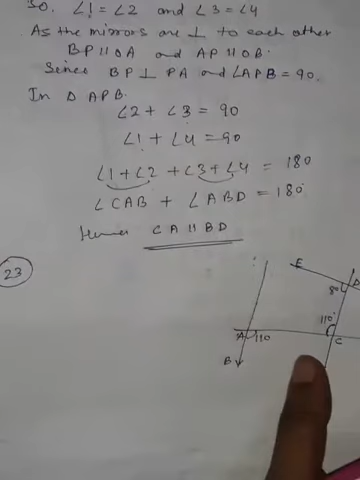 So. ∠1 = ∠2 and ∠3 = ∠4
As the mirrors are ⊥ to each other
BP || OA and AP || OB.
Since BP ⊥ PA and ∠APB = 90.
In Δ APB.
∠2 + ∠3 = 90
∠1 + ∠4 = 90
∠1 + ∠2 + ∠3 + ∠4 = 180
∠CAB + ∠ABD = 180
Hence CA || BD
23
E
80
D
110
A
110
C
B